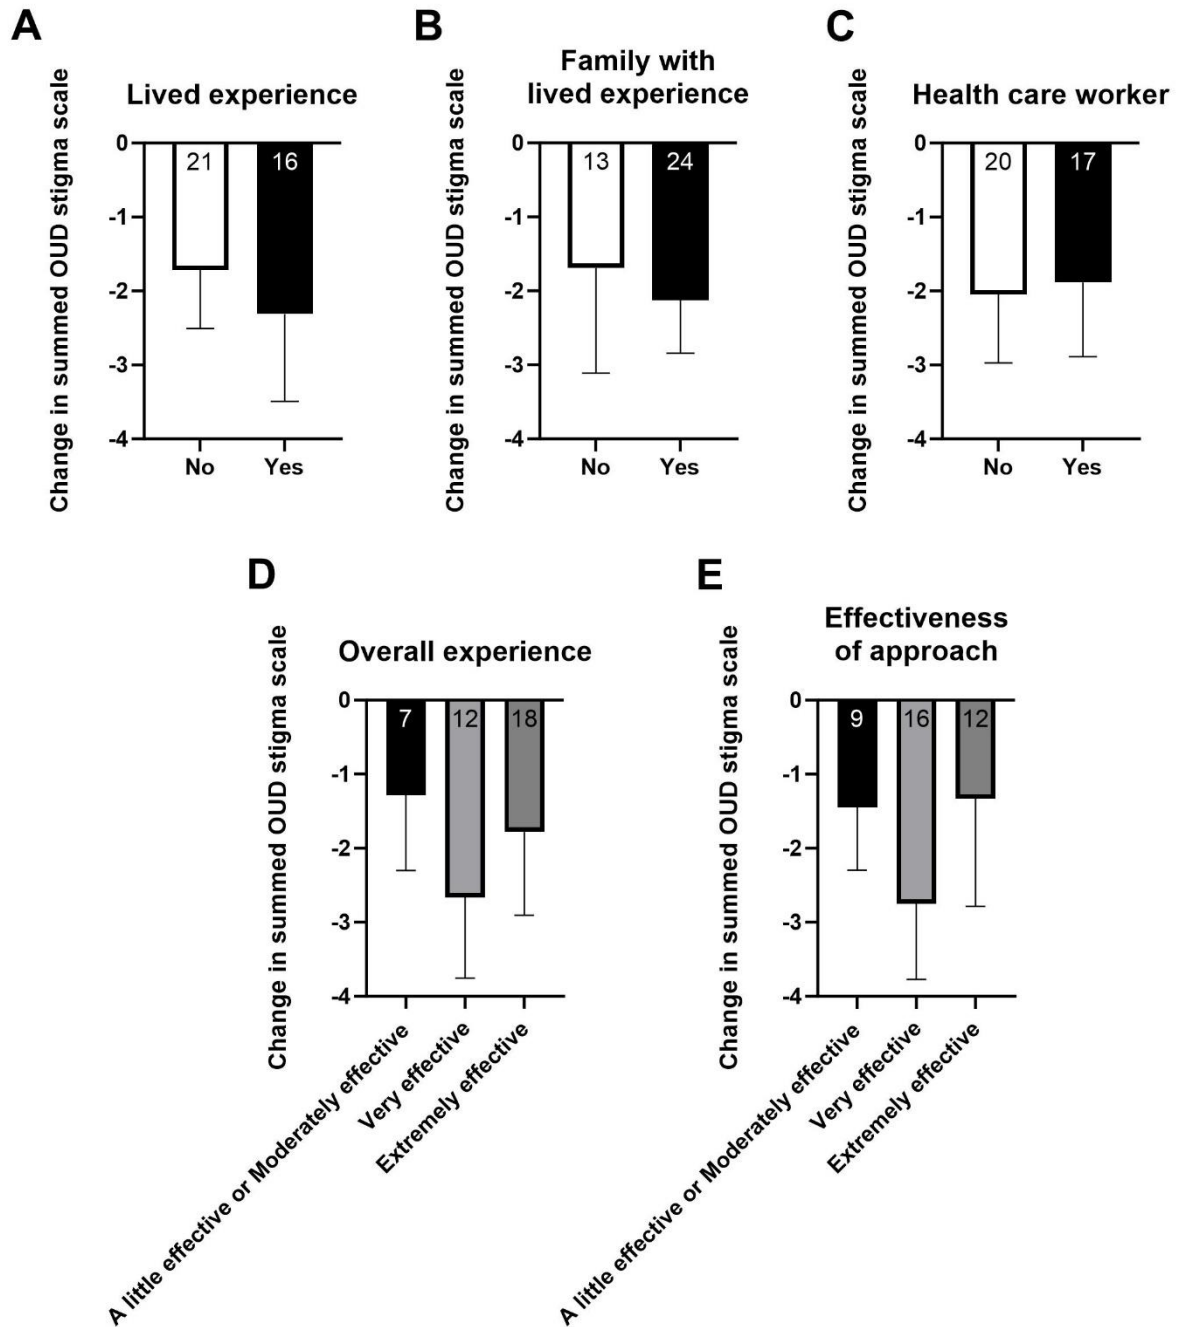 A
Change in summed OUD stigma scale
Lived experience
0
-1
-2
-3
-4
21
16
No
Yes
B
Change in summed OUD stigma scale
Family with
lived experience
0
-1
-2
-3
-4
13
24
No
Yes
C
Change in summed OUD stigma scale
Health care worker
0
-1
-2
-3
-4
20
17
No
Yes
D
Change in summed OUD stigma scale
Overall experience
0
-1
-2
-3
-4
7
12
18
A little effective or Moderately effective
Very effective
Extremely effective
E
Change in summed OUD stigma scale
Effectiveness
of approach
0
-1
-2
-3
-4
9
16
12
A little effective or Moderately effective
Very effective
Extremely effective